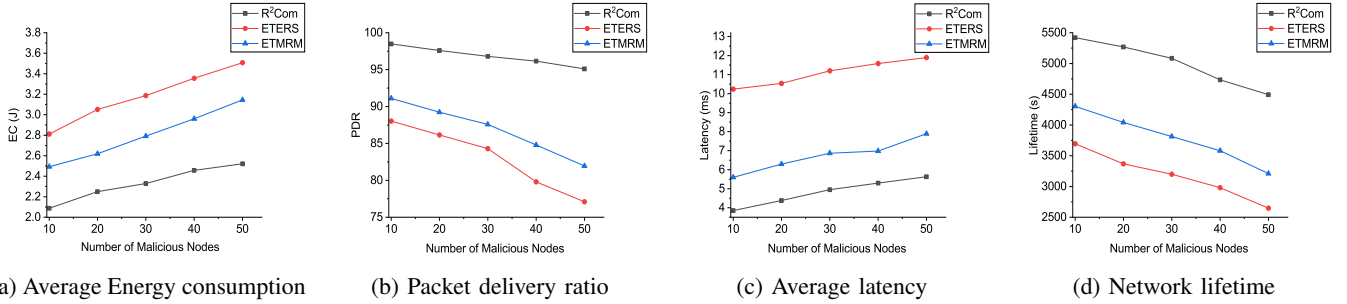 R²Com
ETERS
ETMRM
3.8
3.6
3.4
3.2
3.0
2.8
2.6
2.4
2.2
2.0
EC (J)
10 20 30 40 50
Number of Malicious Nodes
a) Average Energy consumption
R²Com
ETERS
ETMRM
100
95
90
85
80
75
PDR
10 20 30 40 50
Number of Malicious Nodes
(b) Packet delivery ratio
R²Com
ETERS
ETMRM
13
12
11
10
9
8
7
6
5
4
Latency (ms)
10 20 30 40 50
Number of Malicious Nodes
(c) Average latency
R²Com
ETERS
ETMRM
5500
5000
4500
4000
3500
3000
2500
Lifetime (s)
10 20 30 40 50
Number of Malicious Nodes
(d) Network lifetime